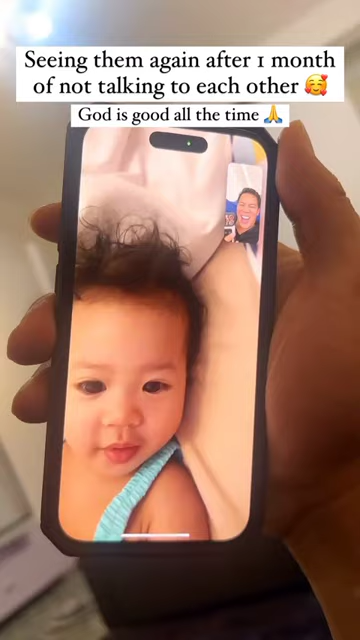 Seeing them again after 1 month
of not talking to each other 🥰
God is good all the time 🙏